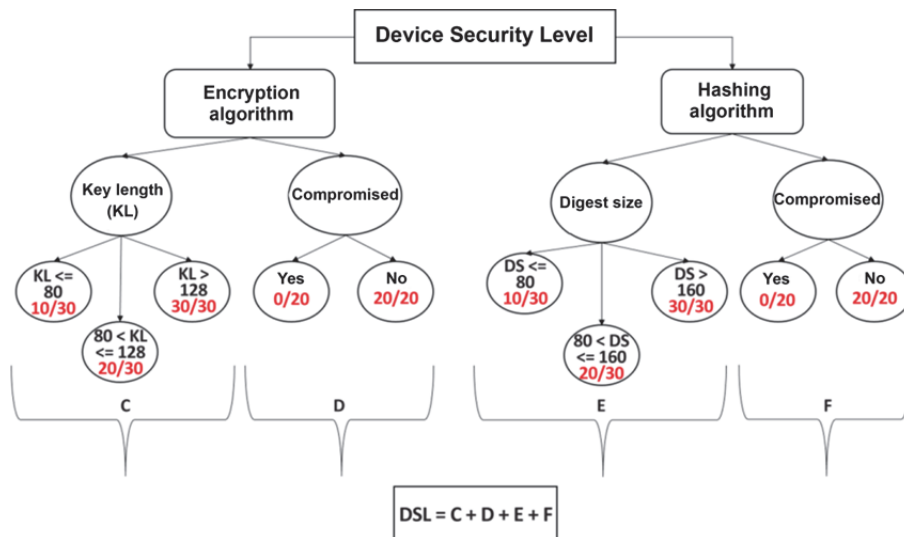 Device Security Level
Encryption
algorithm
Hashing
algorithm
Key length
(KL)
Compromised
Digest size
Compromised
KL <=
80
10/30
KL >
128
30/30
Yes
0/20
No
20/20
DS <=
80
10/30
DS >
160
30/30
Yes
0/20
No
20/20
80 < KL
<= 128
20/30
80 < DS
<= 160
20/30
C
D
E
F
DSL = C + D + E + F